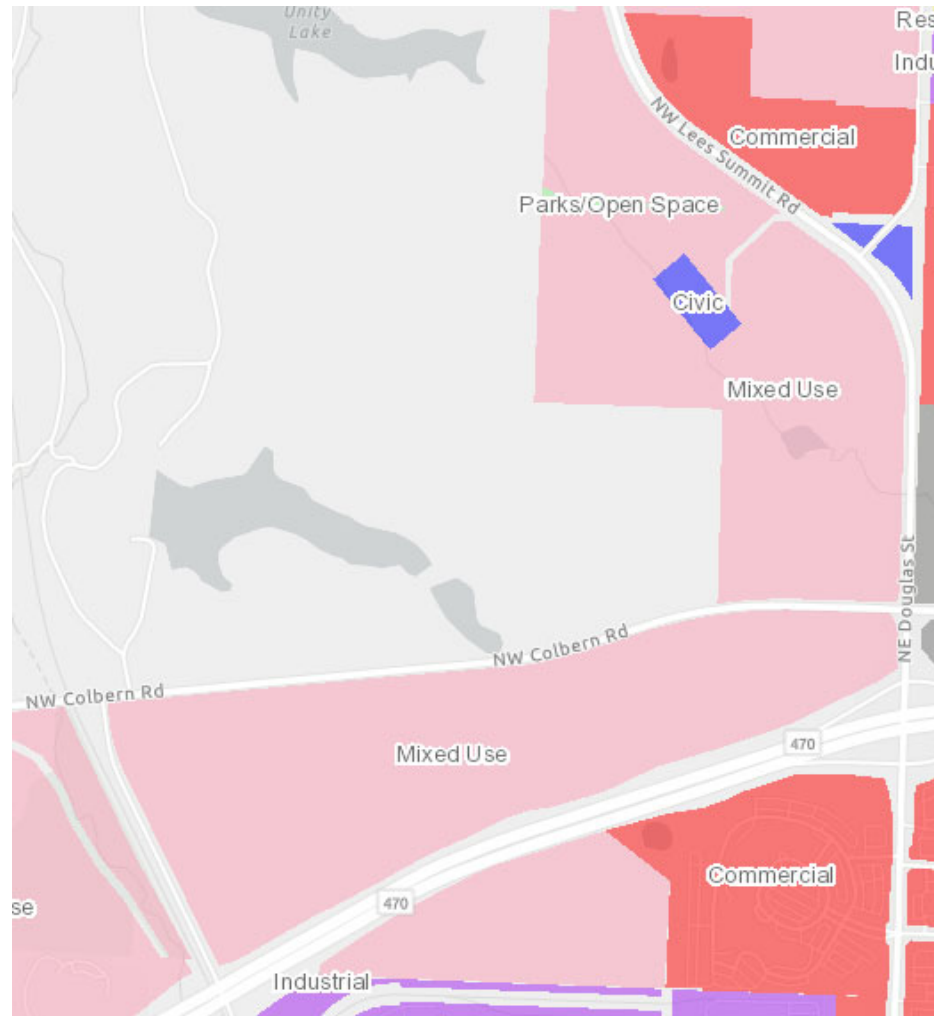 Unity
Lake
Res
Indu
NW Lees Summit Rd
Commercial
Parks/Open Space
Civic
Mixed Use
NE Douglas St
NW Colbern Rd
NW Colbern Rd
470
Mixed Use
Commercial
470
se
Industrial